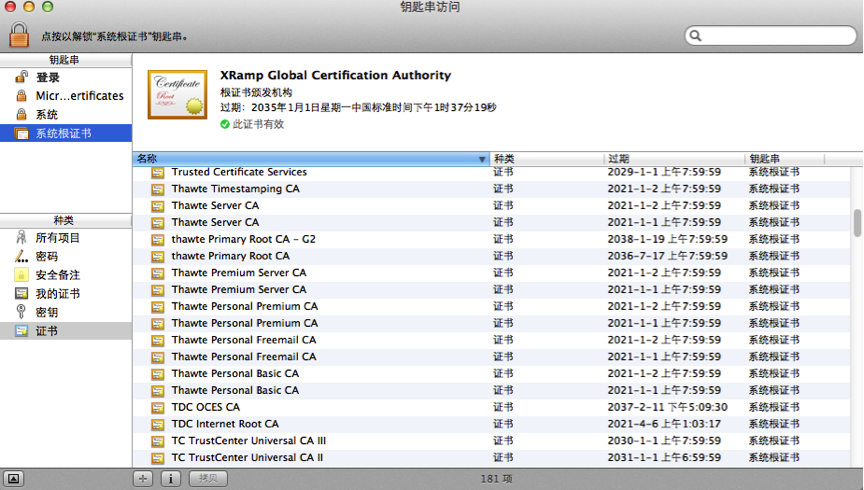 钥匙串访问
点按以解锁“系统根证书”钥匙串。
钥匙串
登录
Micr...ertificates
系统
系统根证书
种类
所有项目
密码
安全备注
我的证书
密钥
证书
Certificate
Root
XRamp Global Certification Authority
根证书颁发机构
过期：2035年1月1日星期一中国标准时间下午1时37分19秒
此证书有效
名称 种类 过期 钥匙串
Trusted Certificate Services 证书 2029-1-1 上午7:59:59 系统根证书
Thawte Timestamping CA 证书 2021-1-2 上午7:59:59 系统根证书
Thawte Server CA 证书 2021-1-2 上午7:59:59 系统根证书
Thawte Server CA 证书 2021-1-1 上午7:59:59 系统根证书
thawte Primary Root CA - G2 证书 2038-1-19 上午7:59:59 系统根证书
thawte Primary Root CA 证书 2036-7-17 上午7:59:59 系统根证书
Thawte Premium Server CA 证书 2021-1-2 上午7:59:59 系统根证书
Thawte Premium Server CA 证书 2021-1-1 上午7:59:59 系统根证书
Thawte Personal Premium CA 证书 2021-1-2 上午7:59:59 系统根证书
Thawte Personal Premium CA 证书 2021-1-1 上午7:59:59 系统根证书
Thawte Personal Freemail CA 证书 2021-1-2 上午7:59:59 系统根证书
Thawte Personal Freemail CA 证书 2021-1-1 上午7:59:59 系统根证书
Thawte Personal Basic CA 证书 2021-1-2 上午7:59:59 系统根证书
Thawte Personal Basic CA 证书 2021-1-1 上午7:59:59 系统根证书
TDC OCES CA 证书 2037-2-11 下午5:09:30 系统根证书
TDC Internet Root CA 证书 2021-4-6 上午1:03:17 系统根证书
TC TrustCenter Universal CA III 证书 2030-1-1 上午7:59:59 系统根证书
TC TrustCenter Universal CA II 证书 2031-1-1 上午6:59:59 系统根证书
拷贝
181 项